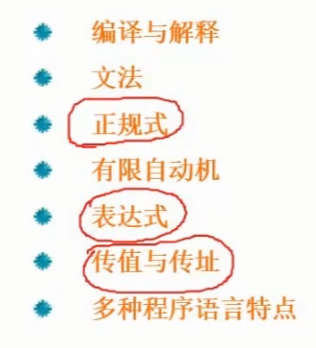 编译与解释
文法
正规式
有限自动机
表达式
传值与传址
多种程序语言特点